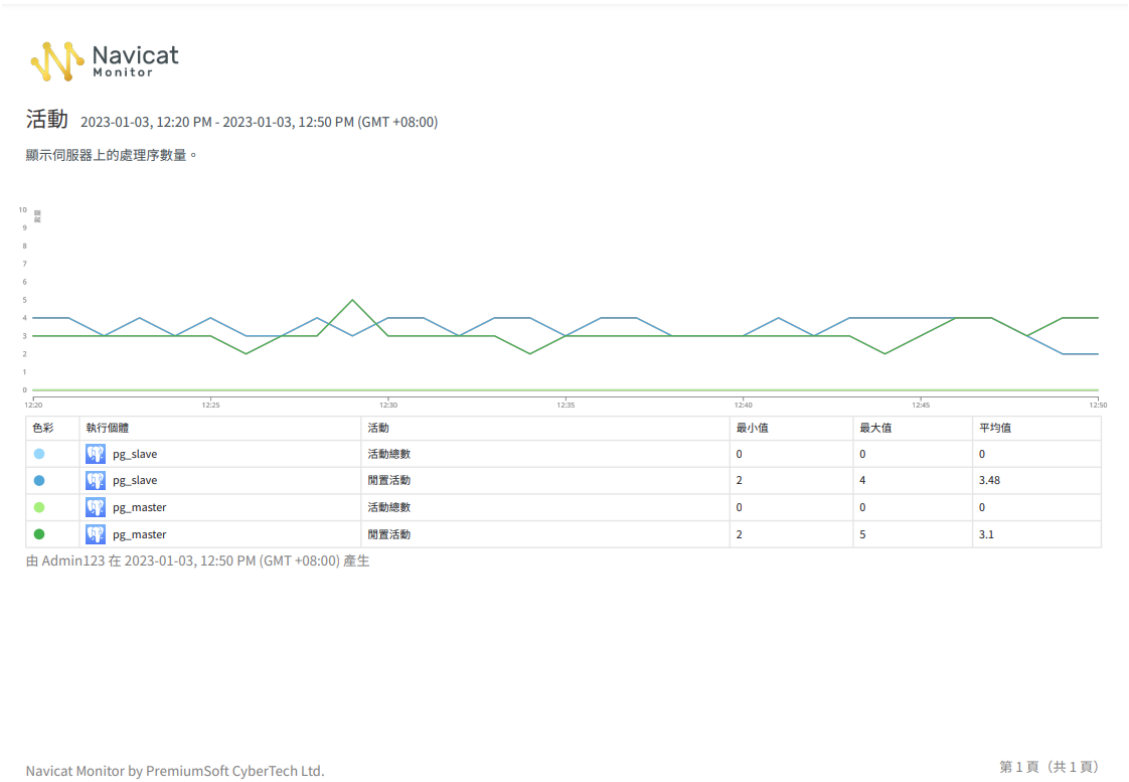 Navicat
Monitor
活動 2023-01-03, 12:20 PM - 2023-01-03, 12:50 PM (GMT +08:00)
顯示伺服器上的處理序數量。
10
9
8
7
6
5
4
3
2
1
0
12:20 12:25 12:30 12:35 12:40 12:45 12:50
色彩 執行個體 活動 最小值 最大值 平均值
pg_slave 活動總數 0 0 0
pg_slave 閒置活動 2 4 3.48
pg_master 活動總數 0 0 0
pg_master 閒置活動 2 5 3.1
由 Admin123 在 2023-01-03, 12:50 PM (GMT +08:00) 產生
Navicat Monitor by PremiumSoft CyberTech Ltd.
第 1 頁（共 1 頁）